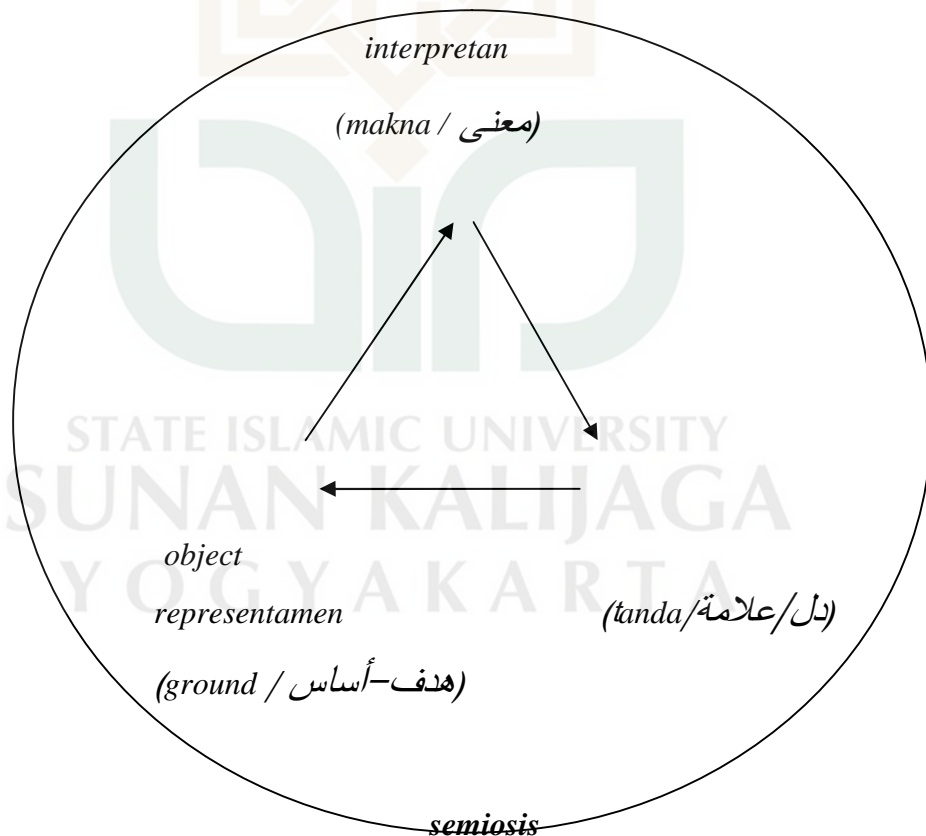 interpretan
(makna / معنى)
STATE ISLAMIC UNIVERSITY
SUNAN KALIJAGA
YOGYAKARTA
object
representamen
(tanda/علامة/دل)
(ground / هدف-أساس)
semiosis